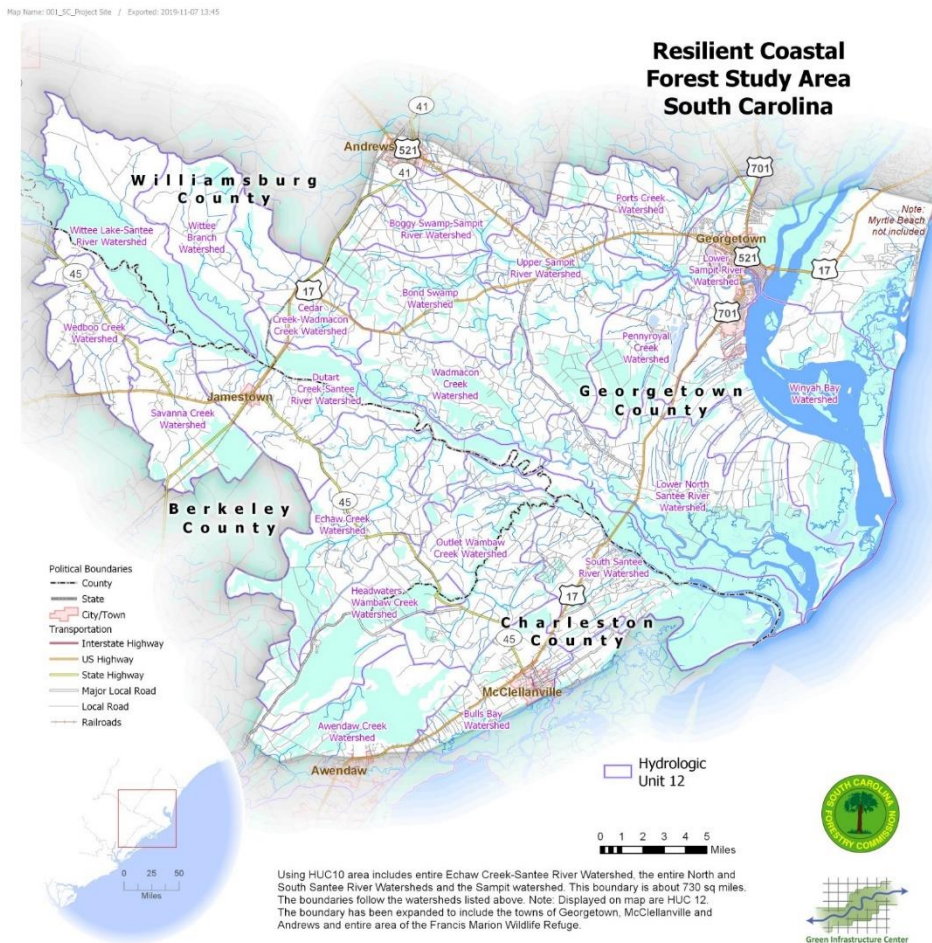 Map Name: 001_SC_Project Site / Exported: 2019-11-07 13:45
Resilient Coastal
Forest Study Area
South Carolina
41
Andrews
521
41
701
Williamsburg
County
Ports Creek
Watershed
Note:
Myrtle Beach
not included
Wittee Lake-Santee
River Watershed
Wittee
Branch
Watershed
Boggy Swamp-Sampit
River Watershed
Georgetown
521
Upper Sampit
River Watershed
Lower
Sampit River
Watershed
17
45
17
Bond Swamp
Watershed
701
Cedar
Creek-Wadmacon
Creek Watershed
Wedboo Creek
Watershed
Pennyroyal
Creek
Watershed
Dutart
Creek-Santee
River Watershed
Wadmacon
Creek
Watershed
Georgetown
County
Winyah Bay
Watershed
Jamestown
Savanna Creek
Watershed
Lower North
Santee River
Watershed
Berkeley
County
45
Echaw Creek
Watershed
Outlet Wambaw
Creek Watershed
South Santee
River Watershed
Headwaters
Wambaw Creek
Watershed
17
Charleston
County
45
McClellanville
Bulls Bay
Watershed
Awendaw Creek
Watershed
Awendaw
Political Boundaries
County
State
City/Town
Transportation
Interstate Highway
US Highway
State Highway
Major Local Road
Local Road
Railroads
Hydrologic
Unit 12
0 1 2 3 4 5
Miles
0 25 50
Miles
SOUTH CAROLINA
FORESTRY COMMISSION
Using HUC10 area includes entire Echaw Creek-Santee River Watershed, the entire North and
South Santee River Watersheds and the Sampit watershed. This boundary is about 730 sq miles.
The boundaries follow the watersheds listed above. Note: Displayed on map are HUC 12.
The boundary has been expanded to include the towns of Georgetown, McClellanville and
Andrews and entire area of the Francis Marion Wildlife Refuge.
Green Infrastructure Center